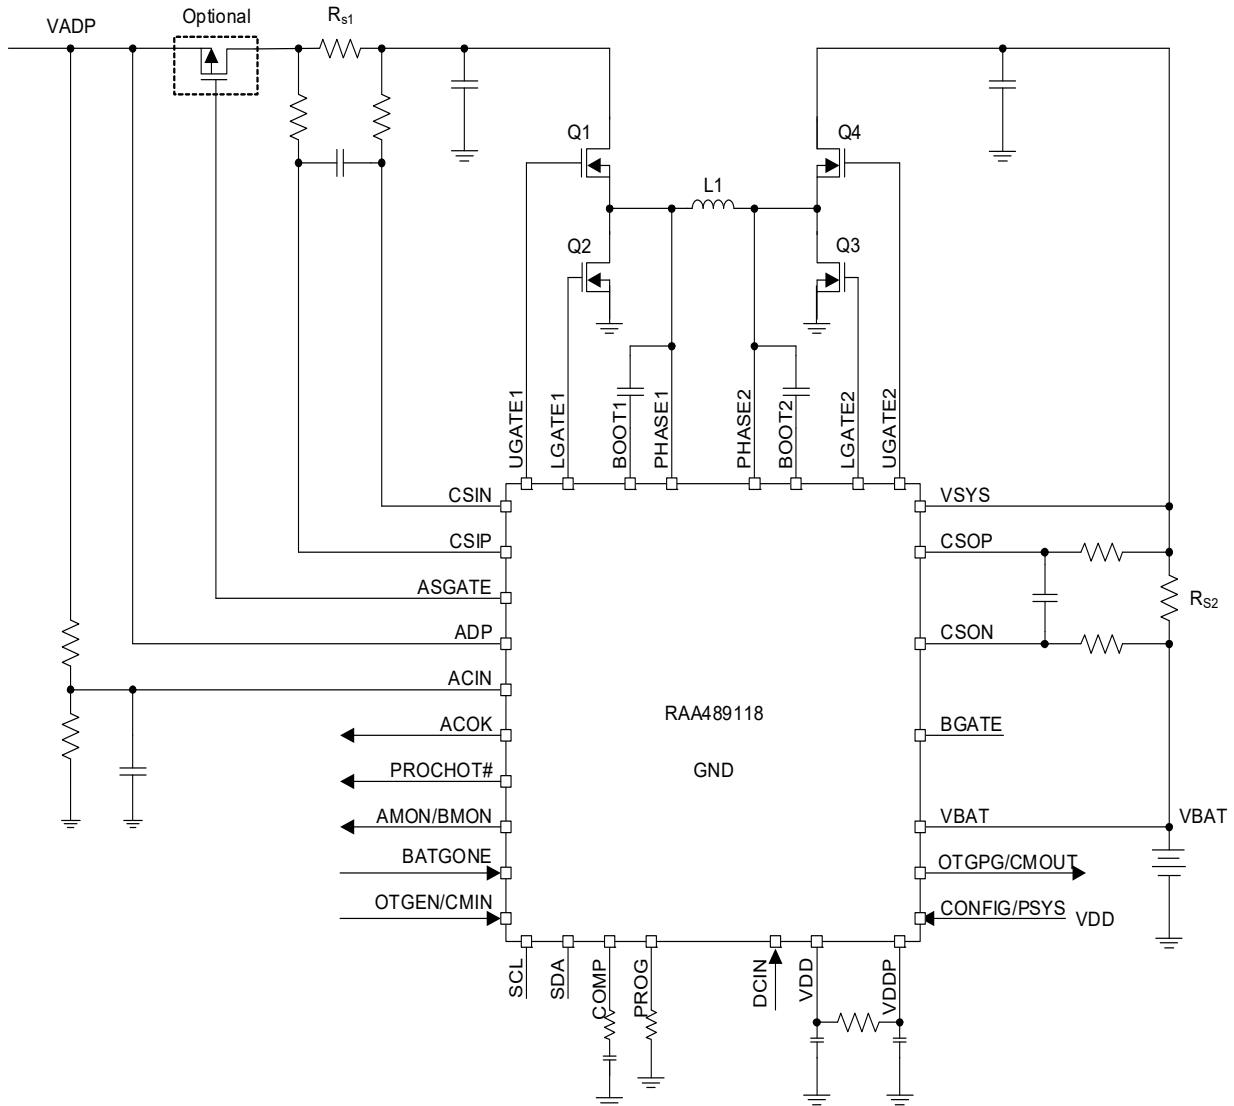 VADP
Optional
Rs1
Q1
Q4
L1
Q2
Q3
UGATE1
LGATE1
BOOT1
PHASE1
PHASE2
BOOT2
LGATE2
UGATE2
CSIN
VSYS
CSIP
CSOP
ASGATE
RS2
ADP
CSON
ACIN
RAA489118
ACOK
BGATE
GND
PROCHOT#
AMON/BMON
VBAT
VBAT
BATGONE
OTGPG/CMOUT
OTGEN/CMIN
CONFIG/PSYS
VDD
SCL
SDA
COMP
PROG
DCIN
VDD
VDDP